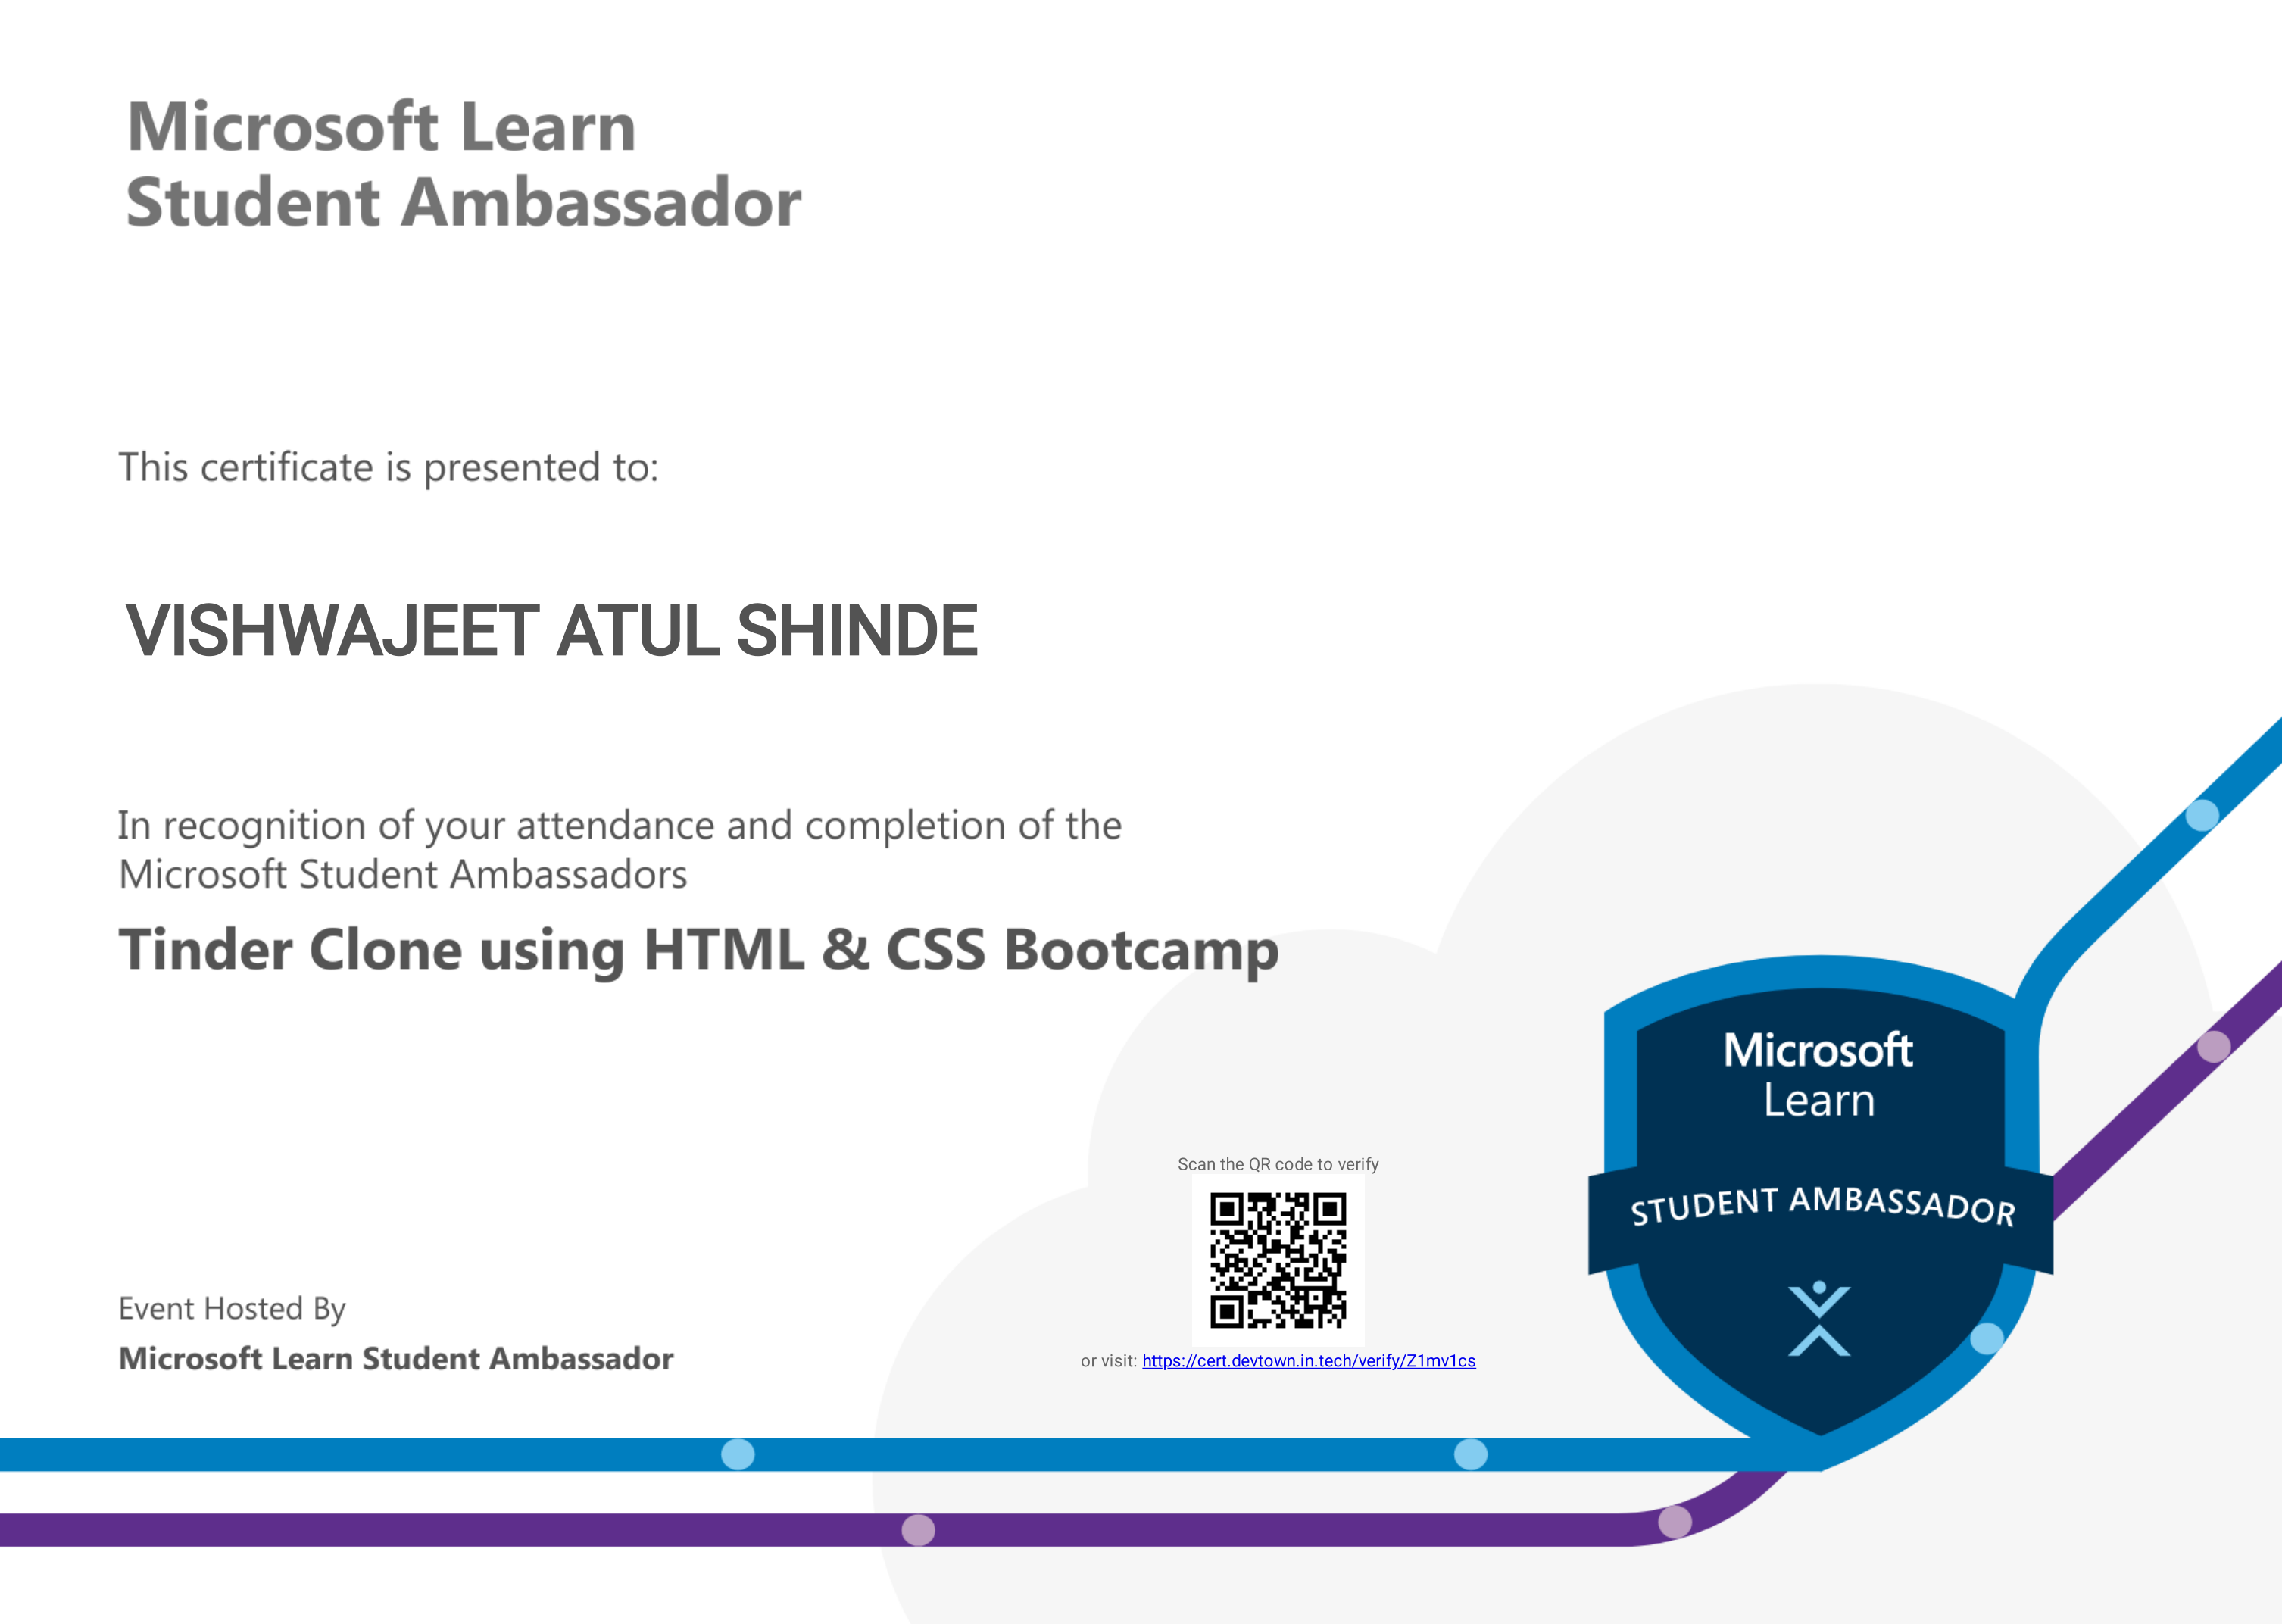 Microsoft Learn
Student Ambassador
This certificate is presented to:
VISHWAJEET ATUL SHINDE
In recognition of your attendance and completion of the
Microsoft Student Ambassadors
Tinder Clone using HTML & CSS Bootcamp
Microsoft
Learn
STUDENT AMBASSADOR
Scan the QR code to verify
or visit: https://cert.devtown.in.tech/verify/Z1mv1cs
Event Hosted By
Microsoft Learn Student Ambassador